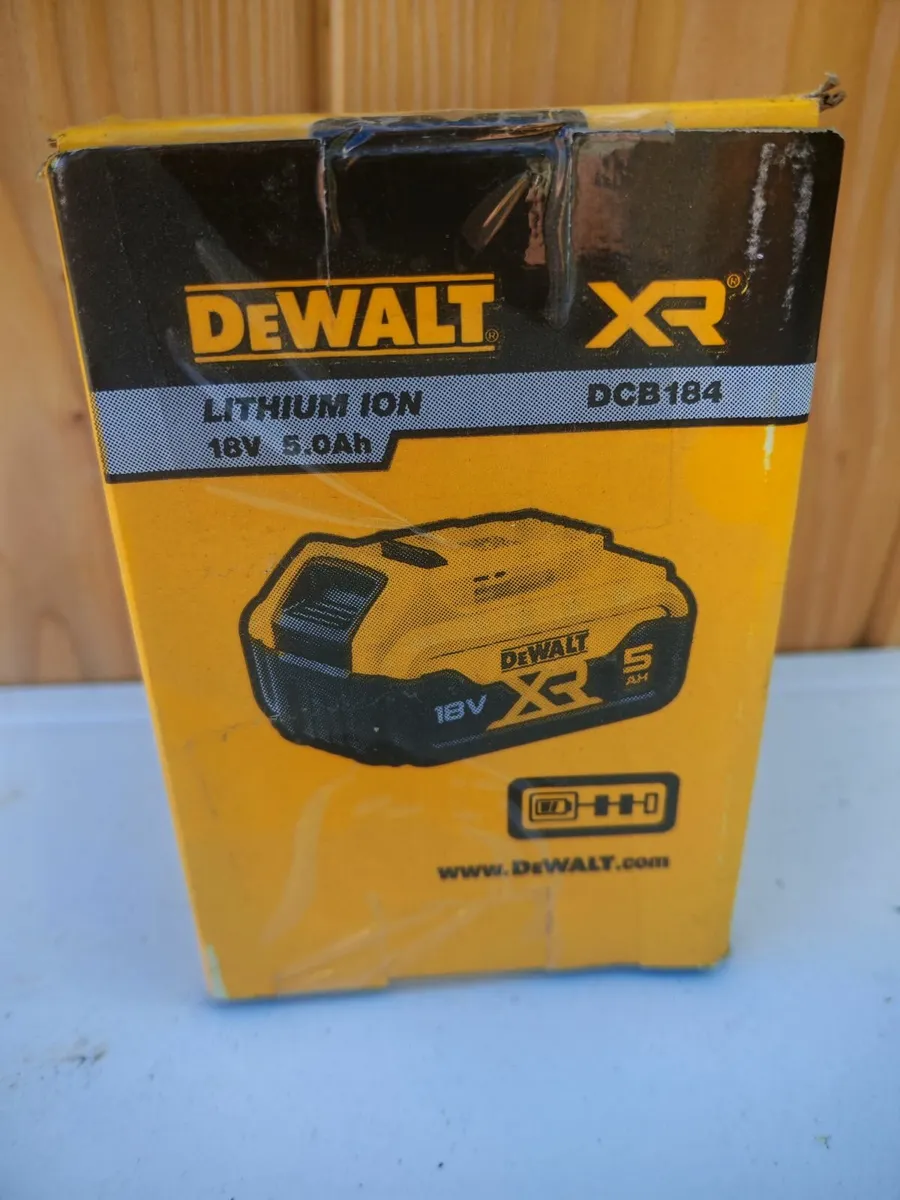 DEWALT® XR®
LITHIUM ION DCB184
18V 5.0Ah
DEWALT
18V XR 5
AH
www.DEWALT.com